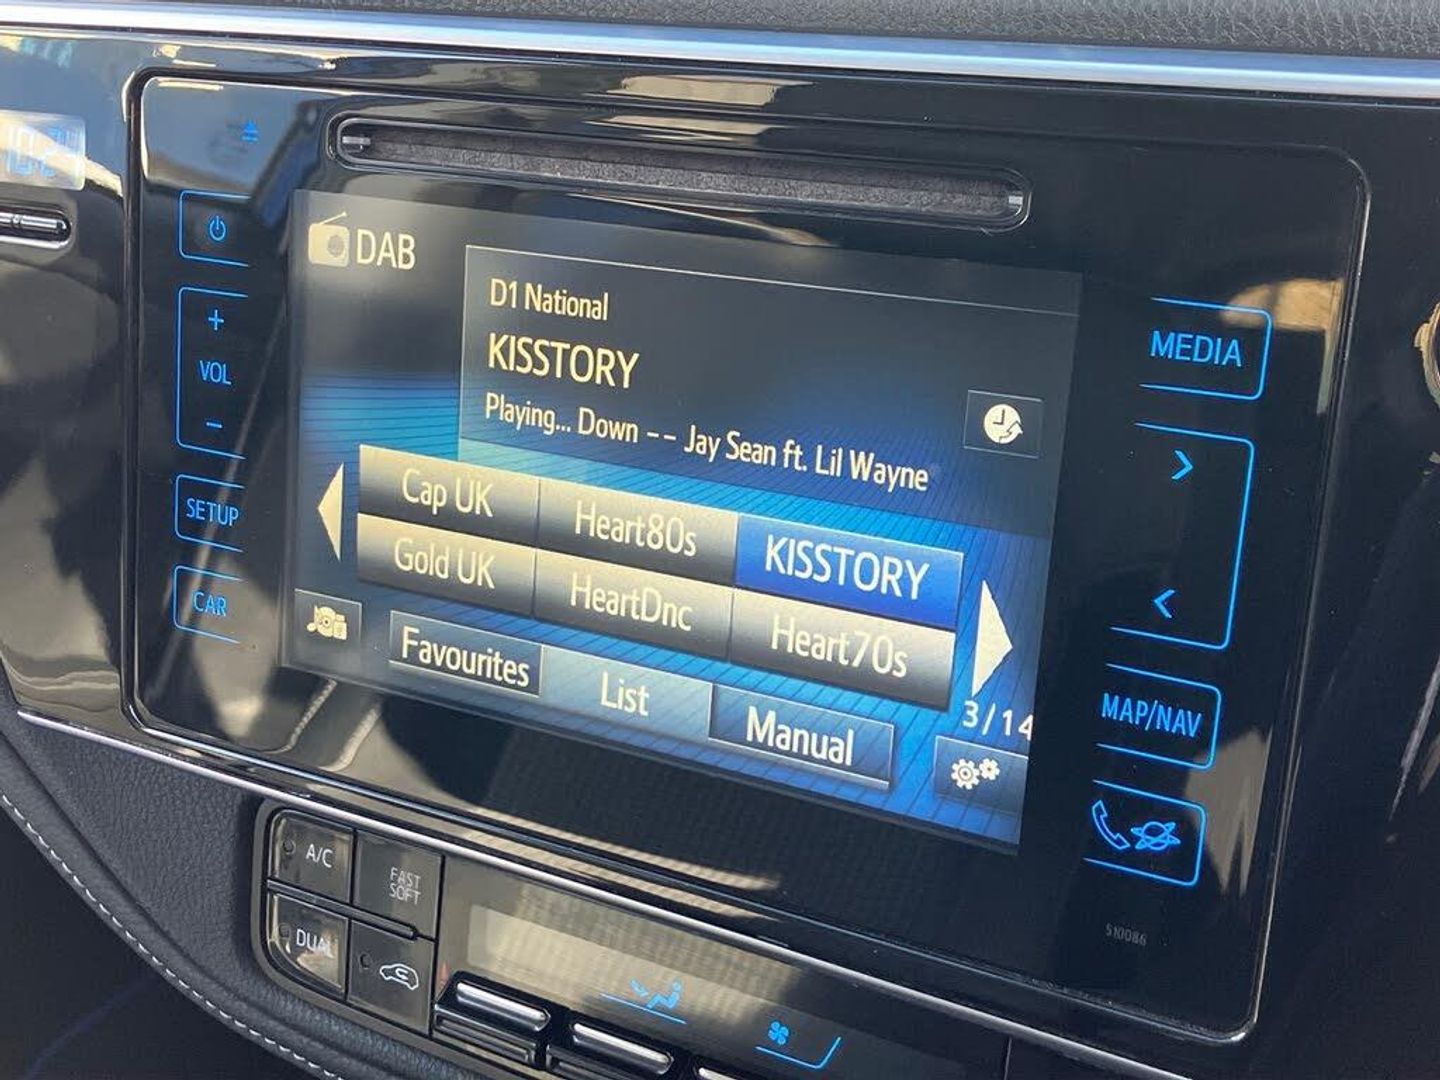 DAB
D1 National
KISSTORY
Playing... Down -- Jay Sean ft. Lil Wayne
Cap UK
Heart80s
KISSTORY
Gold UK
HeartDnc
Heart70s
Favourites
List
Manual
3/14
+
VOL
-
SETUP
CAR
MEDIA
>
<
MAP/NAV
510086
A/C
FAST
SOFT
DUAL